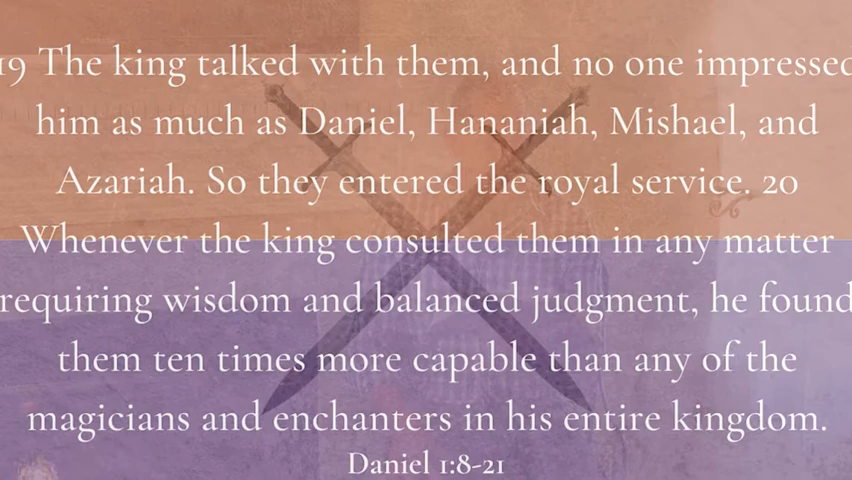 19 The king talked with them, and no one impressed
him as much as Daniel, Hananiah, Mishael, and
Azariah. So they entered the royal service. 20
Whenever the king consulted them in any matter
requiring wisdom and balanced judgment, he found
them ten times more capable than any of the
magicians and enchanters in his entire kingdom.
Daniel 1:8-21